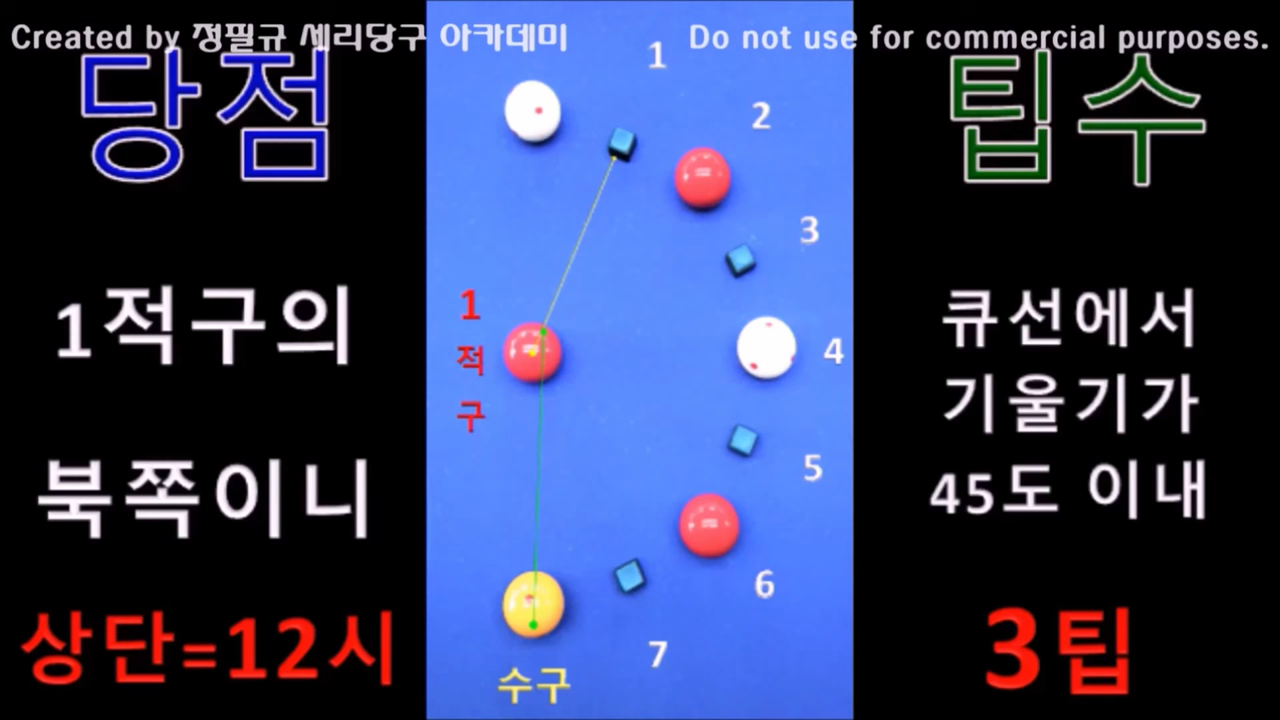 Created by 정필규 세리당구 아카데미
Do not use for commercial purposes.
당점
1적구의
북쪽이니
상단=12시
1
2
3
4
5
6
7
1
적
구
수구
팁수
큐선에서
기울기가
45도 이내
3팁